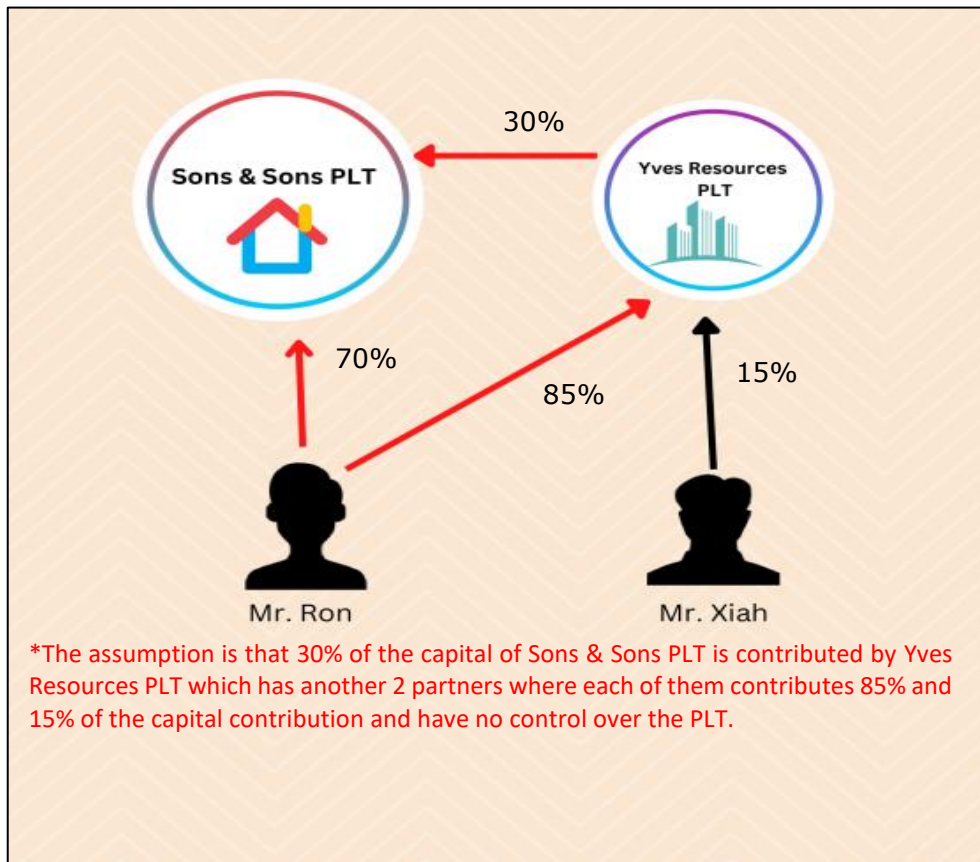 30%
Sons & Sons PLT
Yves Resources
PLT
70%
85%
15%
Mr. Ron
Mr. Xiah
*The assumption is that 30% of the capital of Sons & Sons PLT is contributed by Yves
Resources PLT which has another 2 partners where each of them contributes 85% and
15% of the capital contribution and have no control over the PLT.